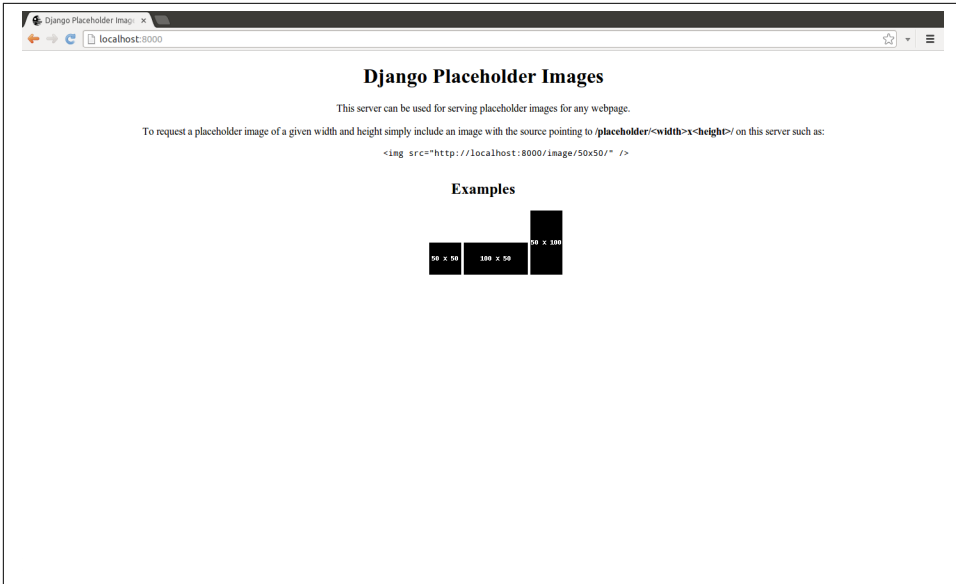 Django Placeholder Imag
localhost:8000
Django Placeholder Images
This server can be used for serving placeholder images for any webpage.
To request a placeholder image of a given width and height simply include an image with the source pointing to /placeholder/<width>x<height>/ on this server such as:
<img src="http://localhost:8000/image/50x50/" />
Examples
50 x 50 100 x 50 50 x 100